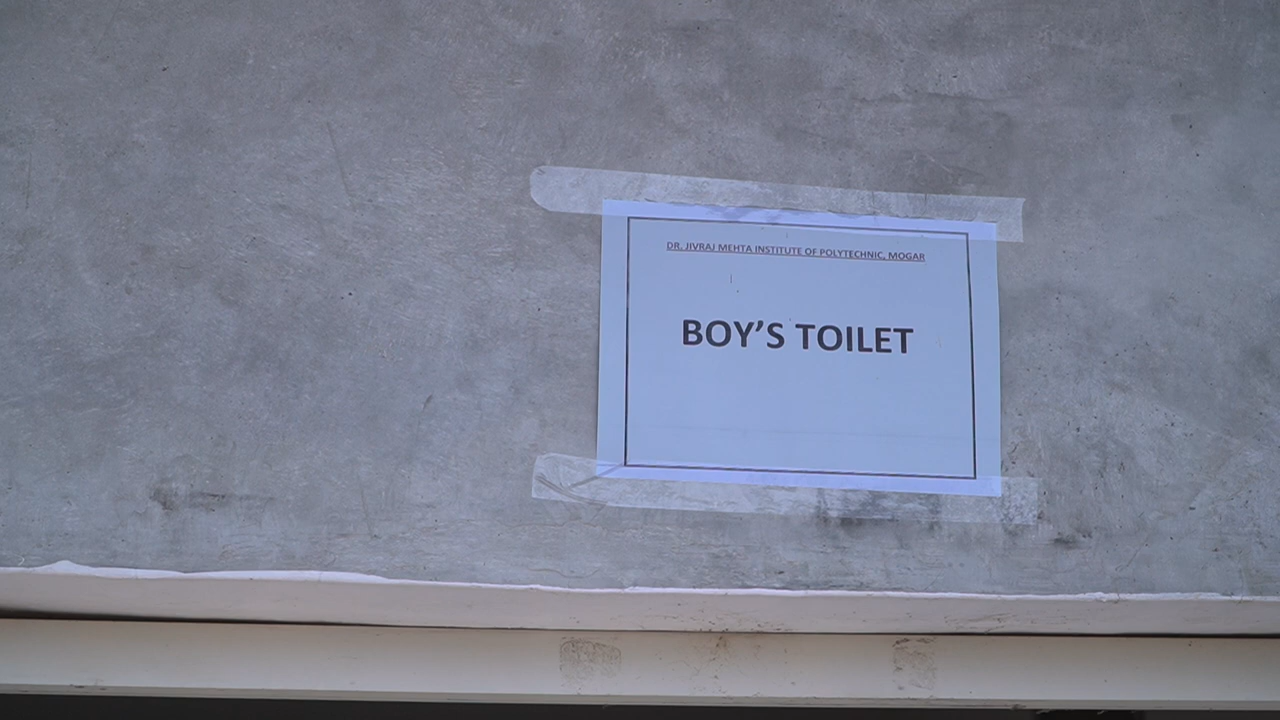 DR. JIVRAJ MEHTA INSTITUTE OF POLYTECHNIC, MOGAR
BOY’S TOILET